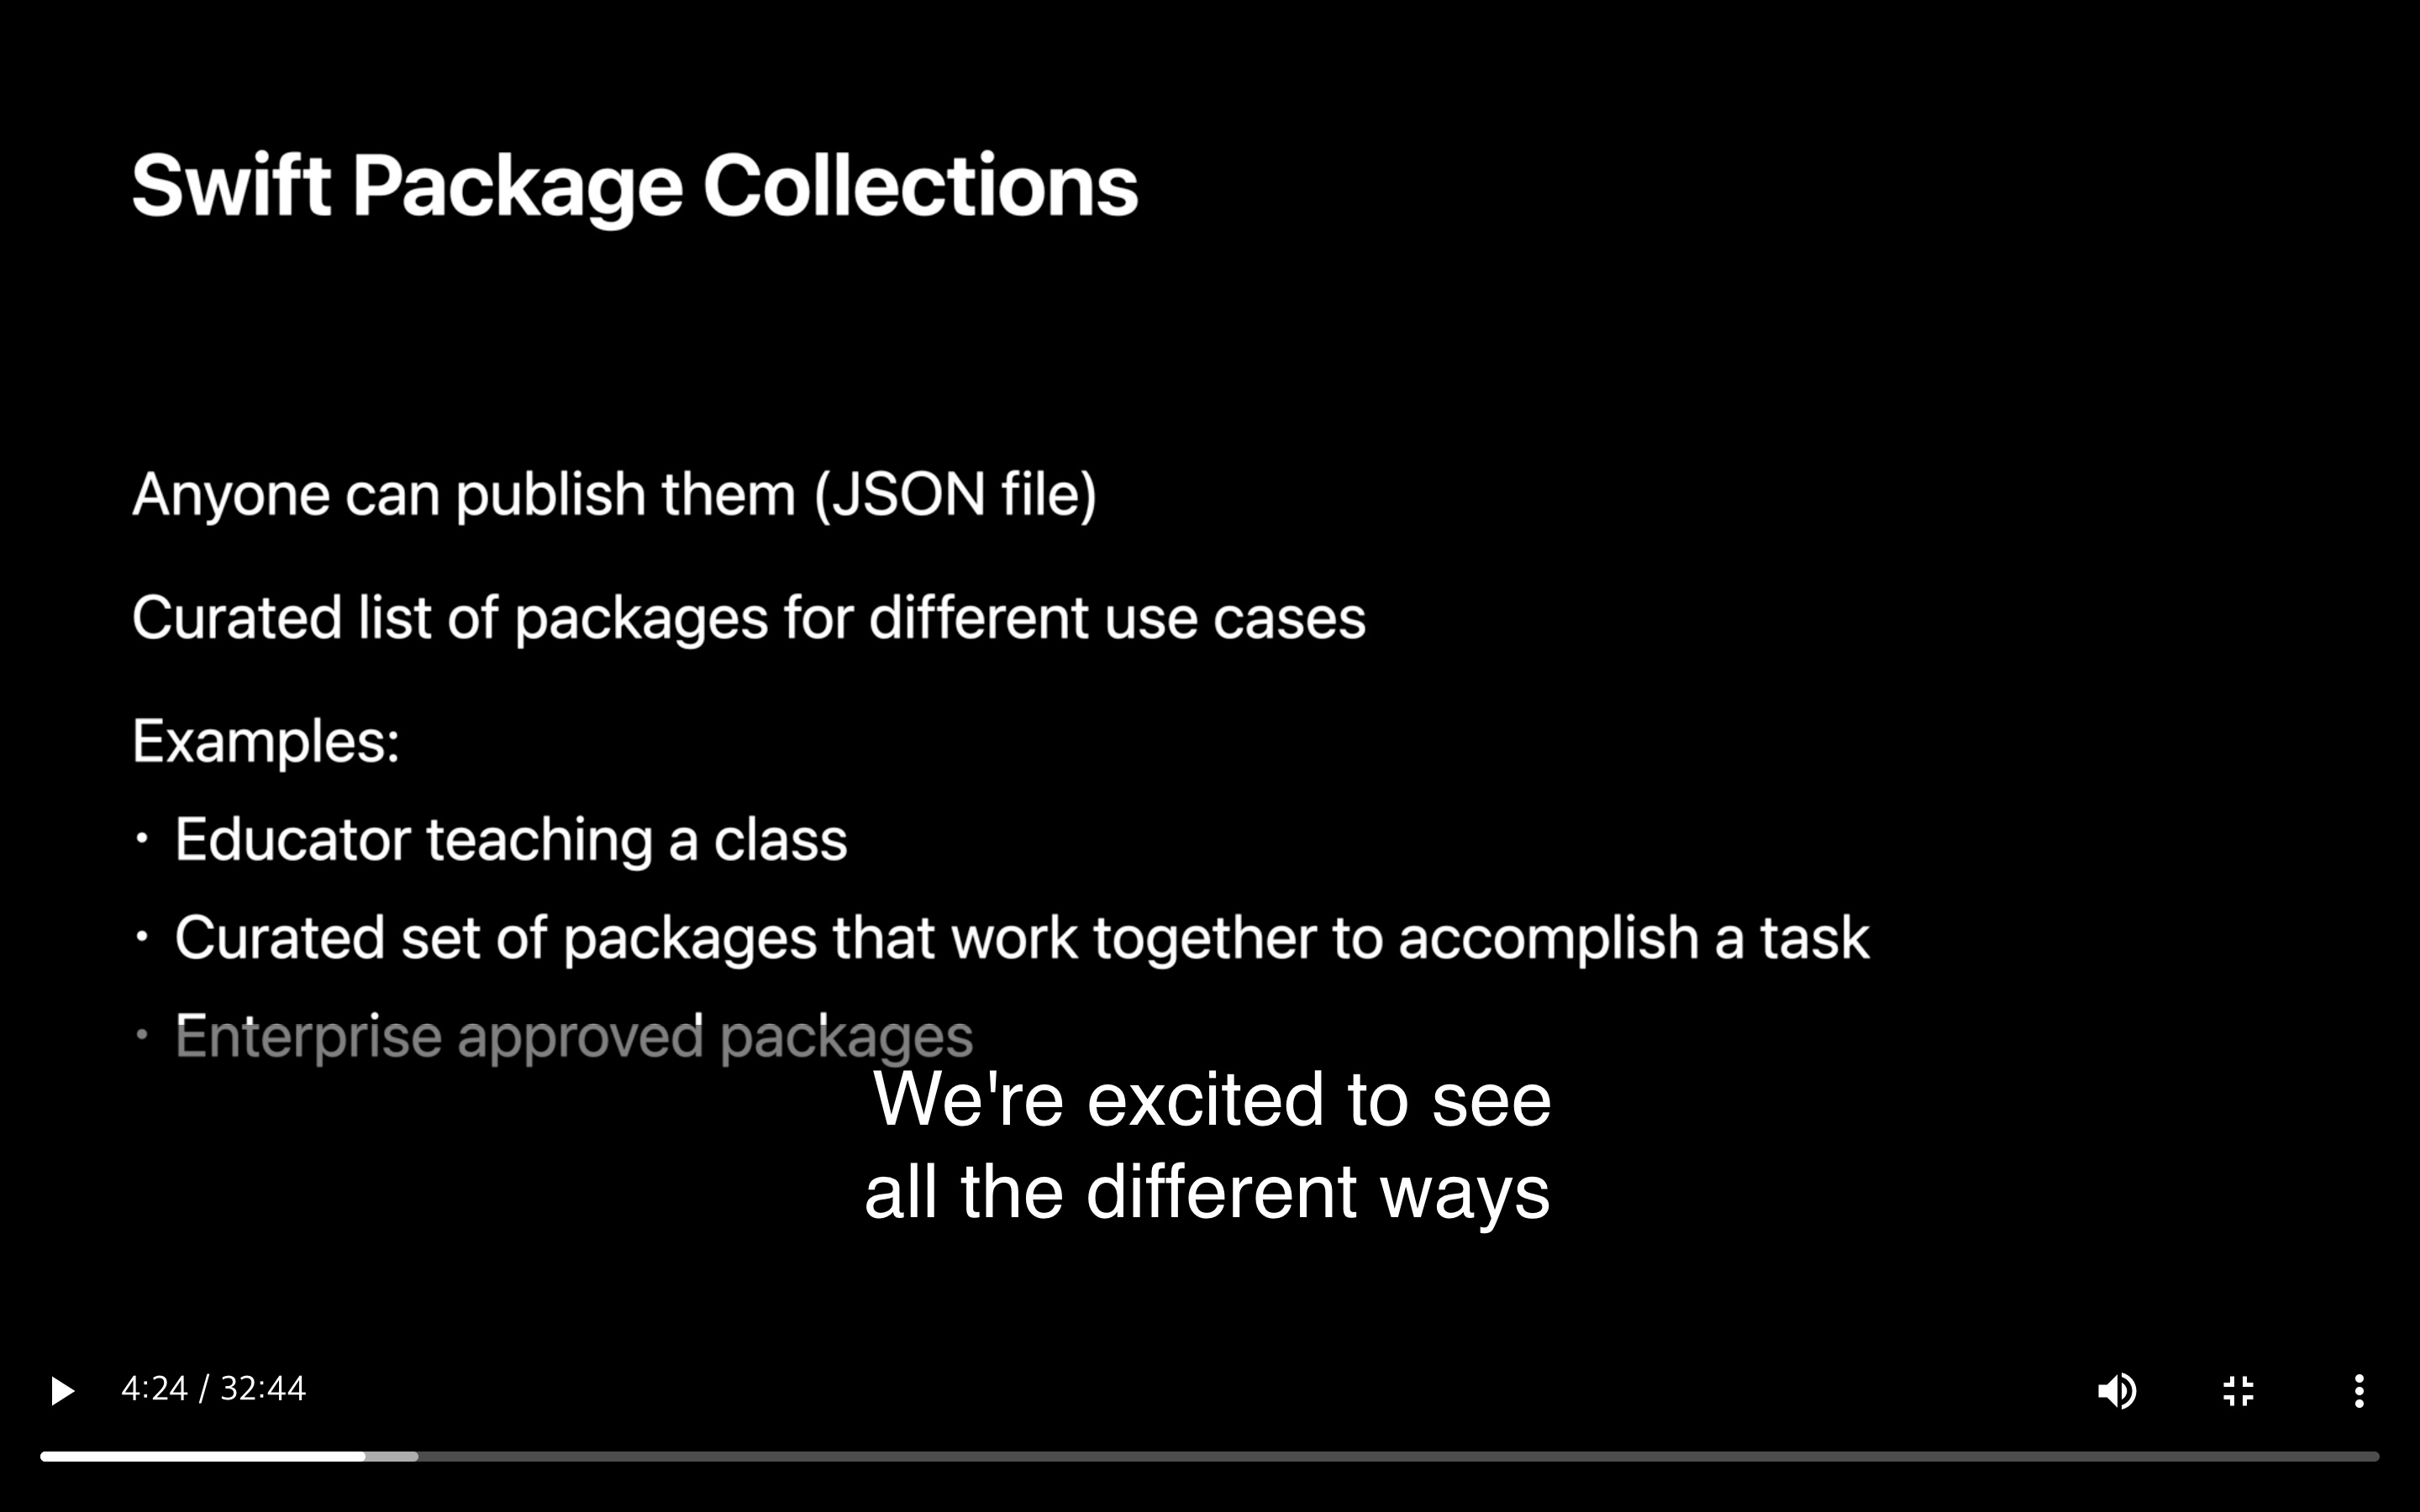 Swift Package Collections
Anyone can publish them (JSON file)
Curated list of packages for different use cases
Examples:
• Educator teaching a class
• Curated set of packages that work together to accomplish a task
• Enterprise approved packages
We're excited to see
all the different ways
4:24 / 32:44